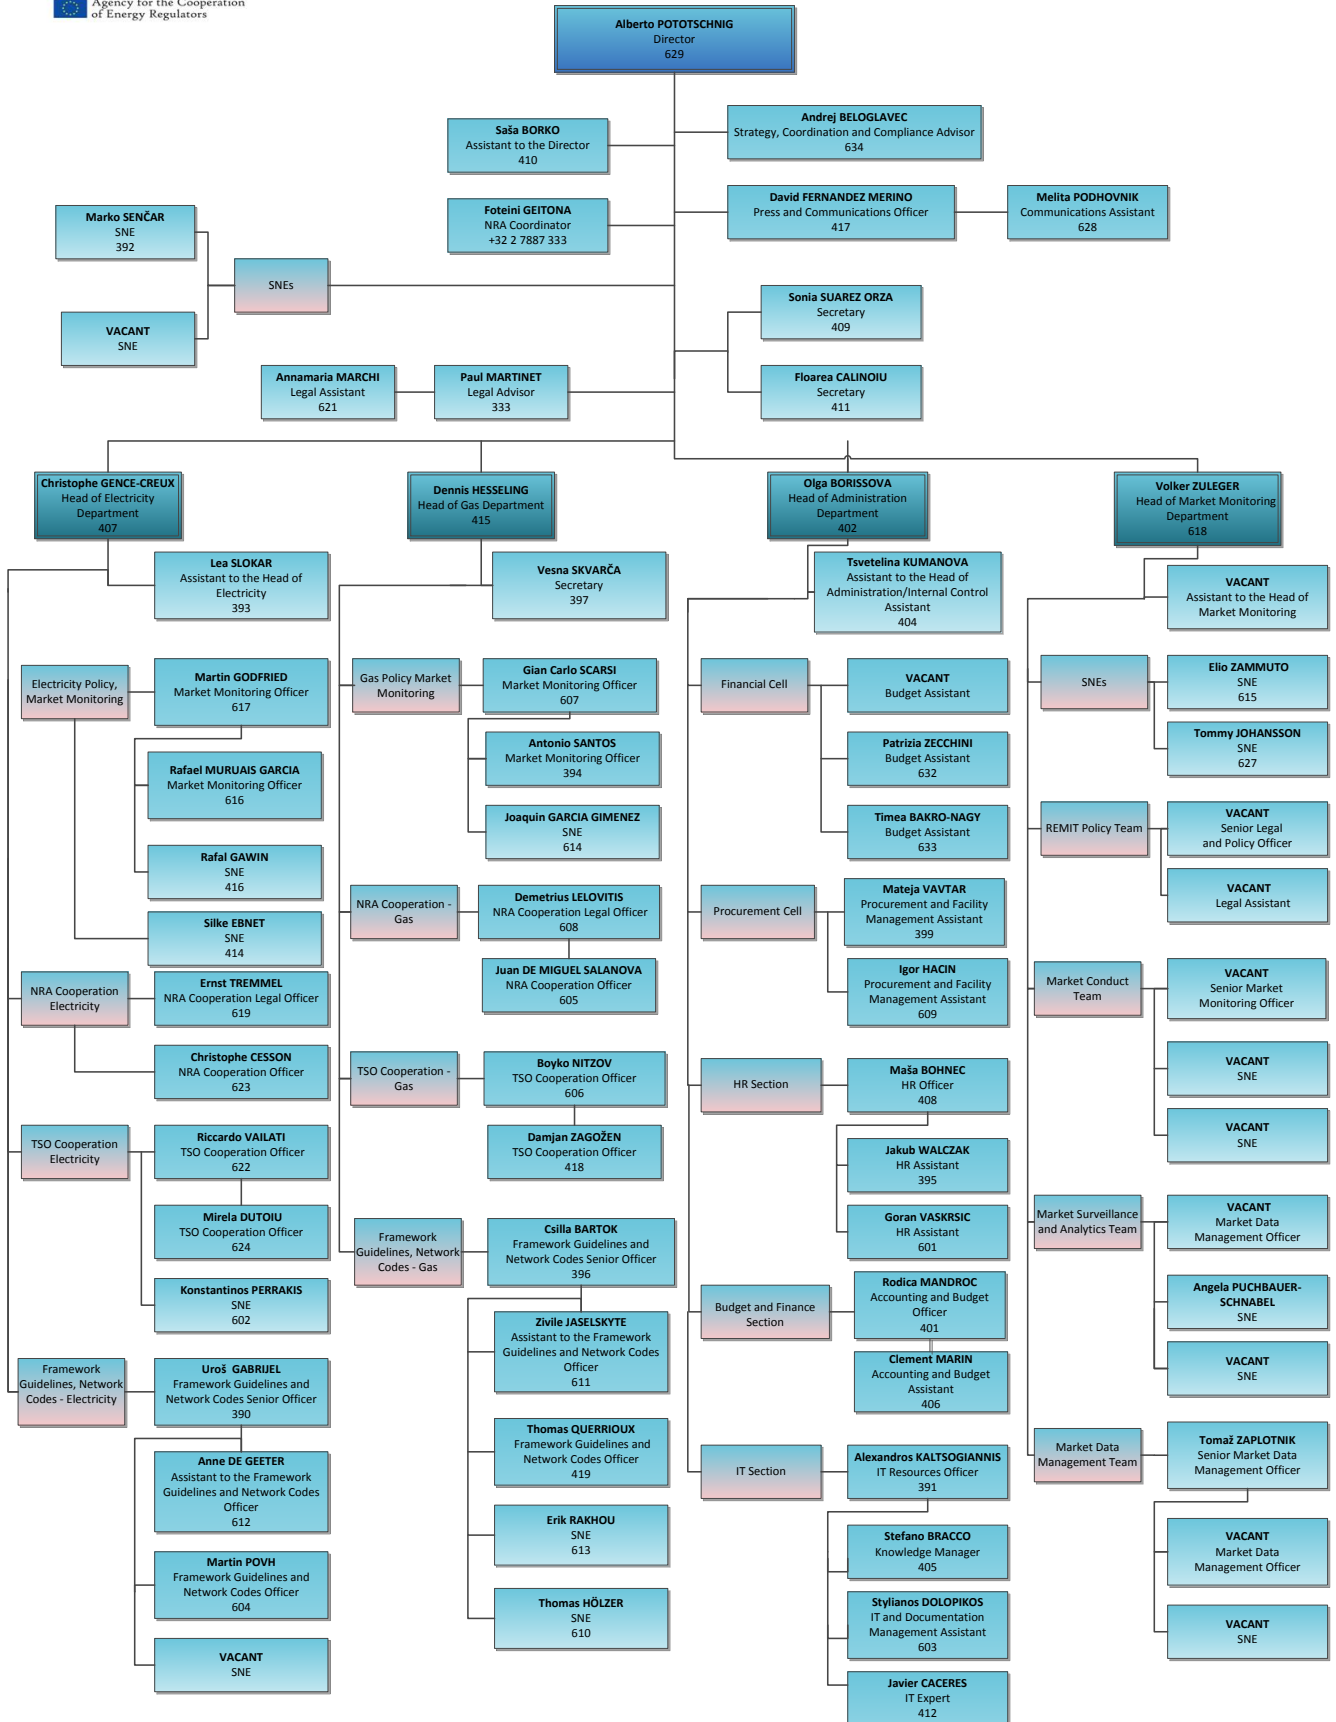 Agency for the Cooperation
of Energy Regulators
Alberto POTOTSCHNIG
Director
629
Saša BORKO
Assistant to the Director
410
Andrej BELOGLAVEC
Strategy, Coordination and Compliance Advisor
634
Foteini GEITONA
NRA Coordinator
+32 2 7887 333
David FERNANDEZ MERINO
Press and Communications Officer
417
Melita PODHOVNIK
Communications Assistant
628
Marko SENČAR
SNE
392
SNEs
VACANT
SNE
Sonia SUAREZ ORZA
Secretary
409
Annamaria MARCHI
Legal Assistant
621
Paul MARTINET
Legal Advisor
333
Floarea CALINOIU
Secretary
411
Christophe GENCE-CREUX
Head of Electricity
Department
407
Lea SLOKAR
Assistant to the Head of
Electricity
393
Electricity Policy,
Market Monitoring
Martin GODFRIED
Market Monitoring Officer
617
Rafael MURUAIS GARCIA
Market Monitoring Officer
616
Rafal GAWIN
SNE
416
Silke EBNET
SNE
414
NRA Cooperation
Electricity
Ernst TREMMEL
NRA Cooperation Legal Officer
619
Christophe CESSON
NRA Cooperation Officer
623
TSO Cooperation
Electricity
Riccardo VAILATI
TSO Cooperation Officer
622
Mirela DUTOIU
TSO Cooperation Officer
624
Konstantinos PERRAKIS
SNE
602
Framework
Guidelines, Network
Codes - Electricity
Uroš GABRIJEL
Framework Guidelines and
Network Codes Senior Officer
390
Anne DE GEETER
Assistant to the Framework
Guidelines and Network Codes
Officer
612
Martin POVH
Framework Guidelines and
Network Codes Officer
604
VACANT
SNE
Dennis HESSELING
Head of Gas Department
415
Vesna SKVARČA
Secretary
397
Gas Policy Market
Monitoring
Gian Carlo SCARSI
Market Monitoring Officer
607
Antonio SANTOS
Market Monitoring Officer
394
Joaquin GARCIA GIMENEZ
SNE
614
NRA Cooperation -
Gas
Demetrius LELOVITIS
NRA Cooperation Legal Officer
608
Juan DE MIGUEL SALANOVA
NRA Cooperation Officer
605
TSO Cooperation -
Gas
Boyko NITZOV
TSO Cooperation Officer
606
Damjan ZAGOŽEN
TSO Cooperation Officer
418
Framework
Guidelines, Network
Codes - Gas
Csilla BARTOK
Framework Guidelines and
Network Codes Senior Officer
396
Zivile JASELSKYTE
Assistant to the Framework
Guidelines and Network Codes
Officer
611
Thomas QUERRIOUX
Framework Guidelines and
Network Codes Officer
419
Erik RAKHOU
SNE
613
Thomas HÖLZER
SNE
610
Olga BORISSOVA
Head of Administration
Department
402
Tsvetelina KUMANOVA
Assistant to the Head of
Administration/Internal Control
Assistant
404
Financial Cell
VACANT
Budget Assistant
Patrizia ZECCHINI
Budget Assistant
632
Timea BAKRO-NAGY
Budget Assistant
633
Procurement Cell
Mateja VAVTAR
Procurement and Facility
Management Assistant
399
Igor HACIN
Procurement and Facility
Management Assistant
609
HR Section
Maša BOHNEC
HR Officer
408
Jakub WALCZAK
HR Assistant
395
Goran VASKRSIC
HR Assistant
601
Budget and Finance
Section
Rodica MANDROC
Accounting and Budget
Officer
401
Clement MARIN
Accounting and Budget
Assistant
406
IT Section
Alexandros KALTSOGIANNIS
IT Resources Officer
391
Stefano BRACCO
Knowledge Manager
405
Stylianos DOLOPIKOS
IT and Documentation
Management Assistant
603
Javier CACERES
IT Expert
412
Volker ZULEGER
Head of Market Monitoring
Department
618
VACANT
Assistant to the Head of
Market Monitoring
SNEs
Elio ZAMMUTO
SNE
615
Tommy JOHANSSON
SNE
627
REMIT Policy Team
VACANT
Senior Legal
and Policy Officer
VACANT
Legal Assistant
Market Conduct
Team
VACANT
Senior Market
Monitoring Officer
VACANT
SNE
VACANT
SNE
Market Surveillance
and Analytics Team
VACANT
Market Data
Management Officer
Angela PUCHBAUER-
SCHNABEL
SNE
VACANT
SNE
Market Data
Management Team
Tomaž ZAPLOTNIK
Senior Market Data
Management Officer
VACANT
Market Data
Management Officer
VACANT
SNE